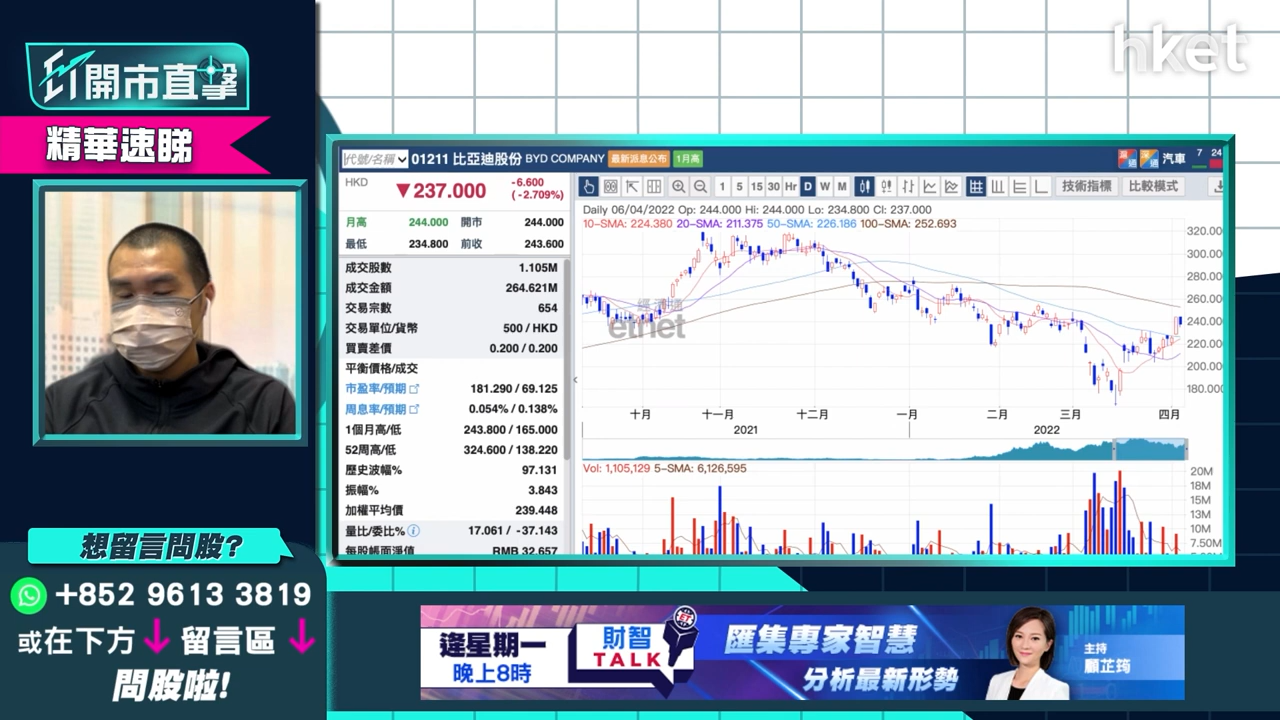 hket
ET開市直擊
精華速睇
代號/名稱 01211 比亞迪股份 BYD COMPANY 最新派息公布 1月高
汽車 7 24
HKD
▼237.000
-6.600
( -2.709%)
月高 244.000 開市 244.000
最低 234.800 前收 243.600
成交股數 1.105M
成交金額 264.621M
交易宗數 654
交易單位/貨幣 500 / HKD
買賣差價 0.200 / 0.200
平衡價格/成交
市盈率/預期 181.290 / 69.125
周息率/預期 0.054% / 0.138%
1個月高/低 243.800 / 165.000
52周高/低 324.600 / 138.220
歷史波幅% 97.131
振幅% 3.843
加權平均價 239.448
量比/委比% 17.061 / -37.143
每股帳面淨值 RMB 32.657
1 5 15 30 Hr D W M 技術指標 比較模式
Daily 06/04/2022 Op: 244.000 Hi: 244.000 Lo: 234.800 Cl: 237.000
10-SMA: 224.380 20-SMA: 211.375 50-SMA: 226.186 100-SMA: 252.693
320.00
300.00
280.00
260.00
240.00
220.00
200.00
180.00
經濟通
etnet
十月 十一月 十二月 一月 二月 三月 四月
2021 2022
Vol: 1,105,129 5-SMA: 6,126,595
20M
18M
15M
13M
10M
7.50M
想留言問股?
+852 9613 3819
或在下方↓留言區↓
問股啦!
逢星期一
晚上8時
財智
TALK
匯集專家智慧
分析最新形勢
主持
顧芷筠